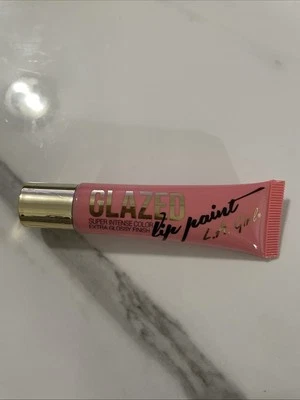 GLAZED
lip paint
SUPER INTENSE COLOR
EXTRA GLOSSY FINISH
L.A. Girl